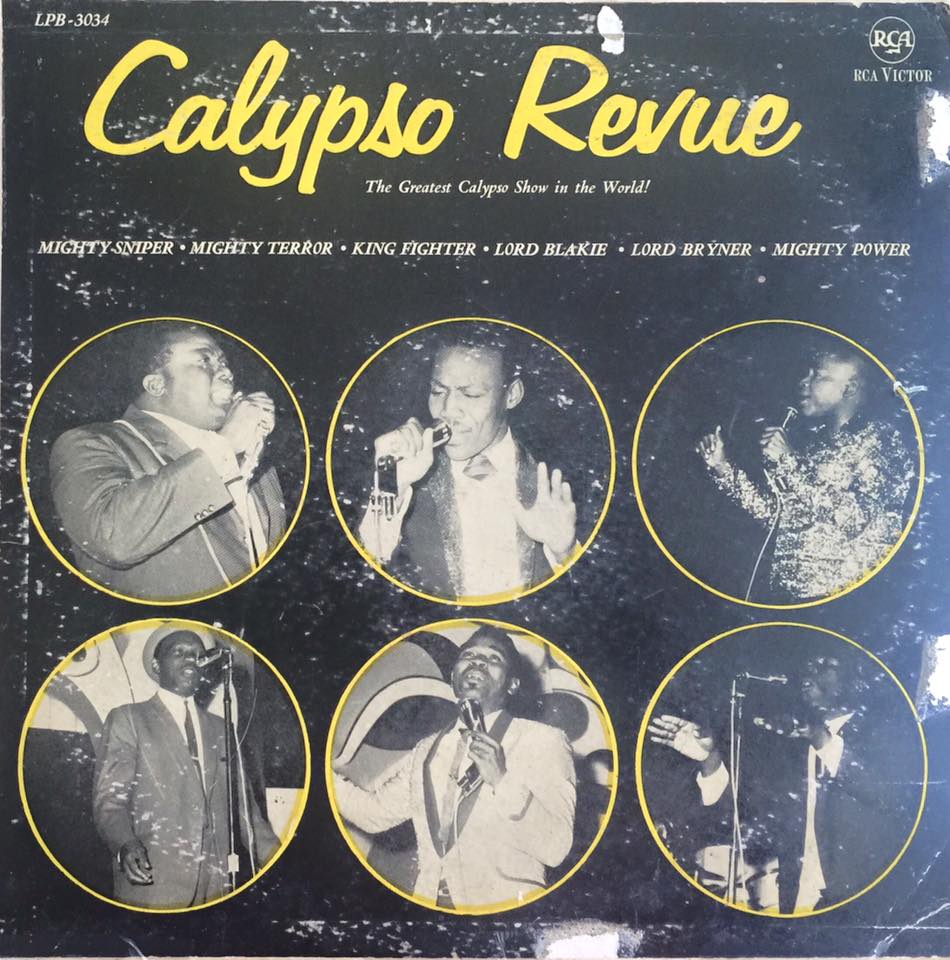 LPB-3034
RCA
RCA VICTOR
Calypso Revue
The Greatest Calypso Show in the World!
MIGHTY SNIPER • MIGHTY TERROR • KING FIGHTER • LORD BLAKIE • LORD BRYNER • MIGHTY POWER